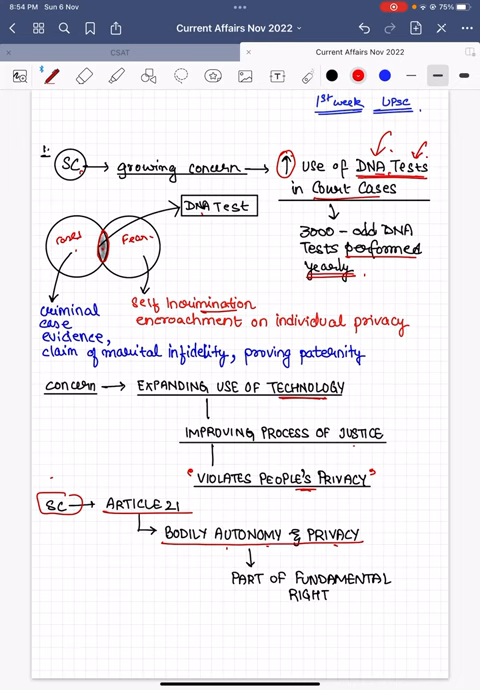 8:54 PM Sun 6 Nov
75%
Current Affairs Nov 2022
CSAT
Current Affairs Nov 2022
1st week UPSC
1.
SC → growing concern → ↑ Use of DNA Tests
in Court Cases
DNA Test
3000-odd DNA
Tests performed
yearly
Fear
criminal
case
evidence,
claim of marital infidelity, proving paternity
Self Incrimination
encroachment on individual privacy
concern → EXPANDING USE OF TECHNOLOGY
IMPROVING PROCESS OF JUSTICE
"VIOLATES PEOPLE'S PRIVACY"
SC → ARTICLE 21
BODILY AUTONOMY & PRIVACY
PART OF FUNDAMENTAL
RIGHT